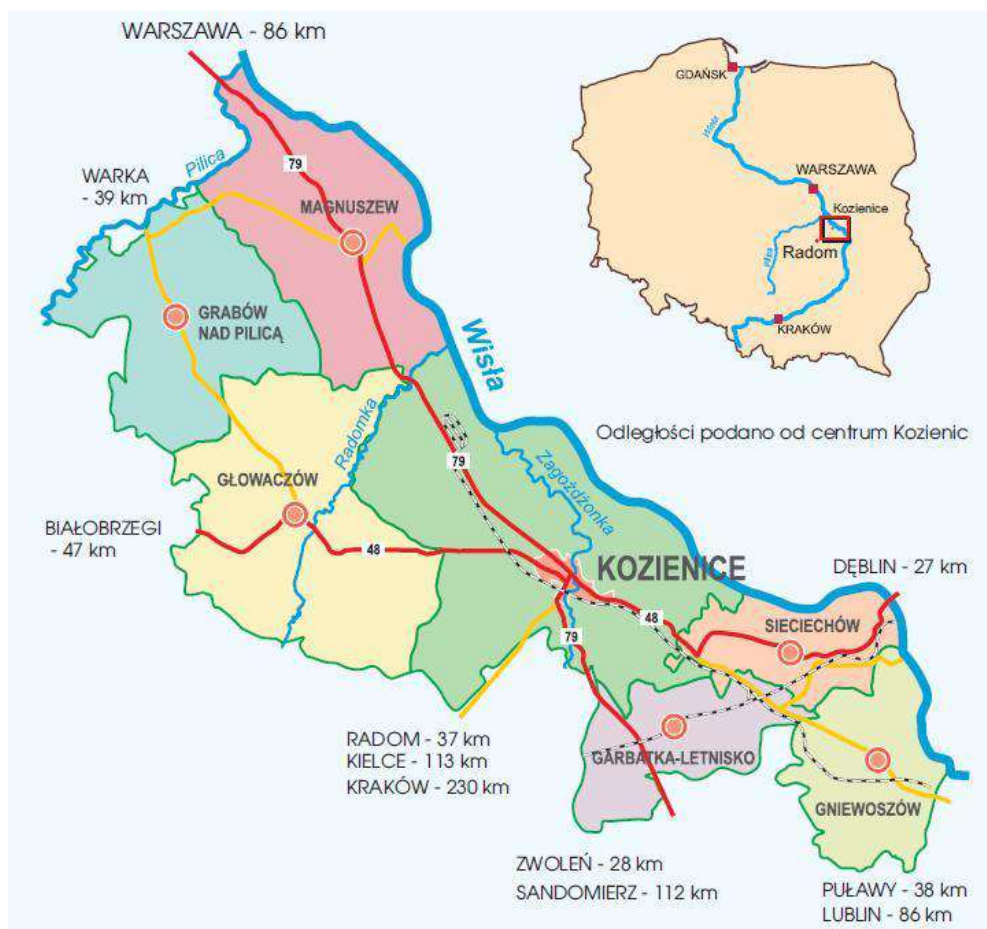 WARSZAWA - 86 km
GDAŃSK
Wisła
WARSZAWA
Kozienice
Radom
Pilica
KRAKÓW
Pilica
79
WARKA
- 39 km
MAGNUSZEW
GRABÓW
NAD PILICĄ
Wisła
Odległości podano od centrum Kozienic
Radomka
79
Zagożdżonka
GŁOWACZÓW
BIAŁOBRZEGI
- 47 km
48
KOZIENICE
DĘBLIN - 27 km
48
SIECIECHÓW
79
RADOM - 37 km
KIELCE - 113 km
KRAKÓW - 230 km
GARBATKA-LETNISKO
GNIEWOSZÓW
ZWOLEŃ - 28 km
SANDOMIERZ - 112 km
PUŁAWY - 38 km
LUBLIN - 86 km